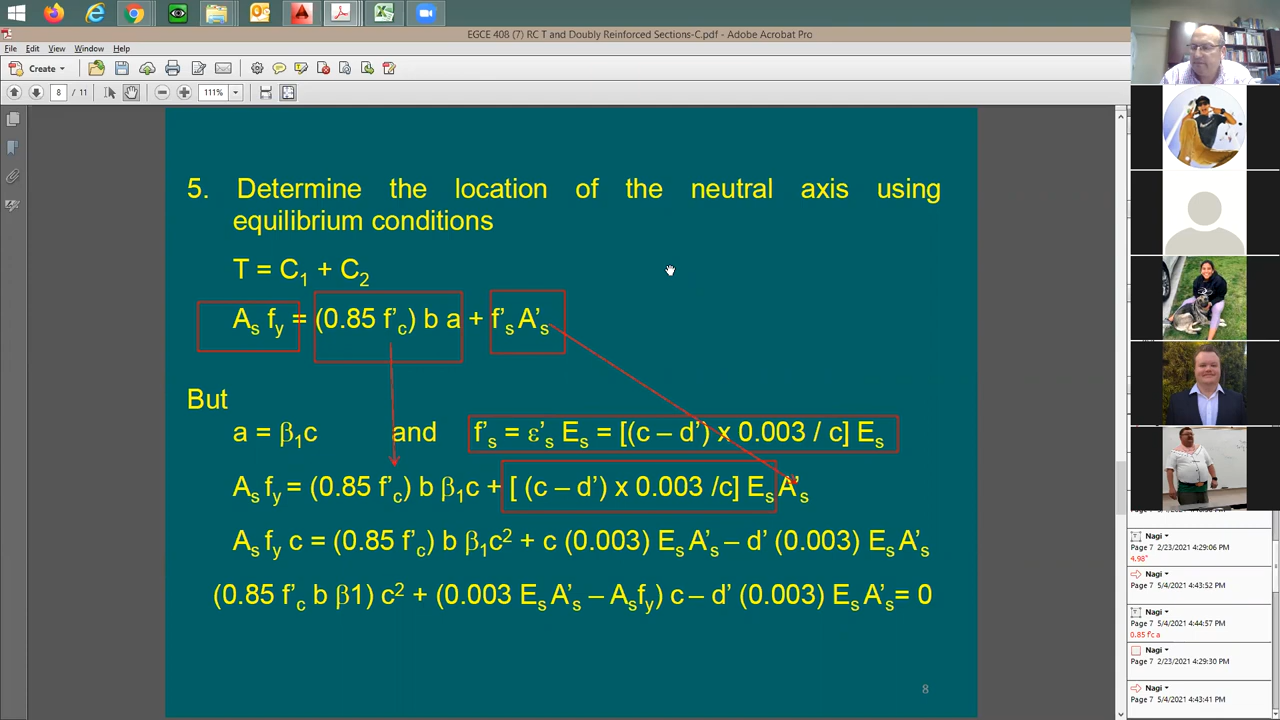 EGCE 408 (7) RC T and Doubly Reinforced Sections-C.pdf - Adobe Acrobat Pro
File Edit View Window Help
Create
8 / 11 111%
5. Determine the location of the neutral axis using
equilibrium conditions
T = C1 + C2
As fy = (0.85 f'c) b a + f's A's
But
a = β1c and f's = ε's Es = [(c – d') x 0.003 / c] Es
As fy = (0.85 f'c) b β1c + [ (c – d') x 0.003 /c] Es A's
As fy c = (0.85 f'c) b β1c² + c (0.003) Es A's – d' (0.003) Es A's
(0.85 f'c b β1) c² + (0.003 Es A's – Asfy) c – d' (0.003) Es A's= 0
8
Nagi
Page 7 2/23/2021 4:29:06 PM
4.98"
Nagi
Page 7 5/4/2021 4:43:52 PM
Nagi
Page 7 5/4/2021 4:44:57 PM
0.85 f'c a
Nagi
Page 7 2/23/2021 4:29:30 PM
Nagi
Page 7 5/4/2021 4:43:41 PM